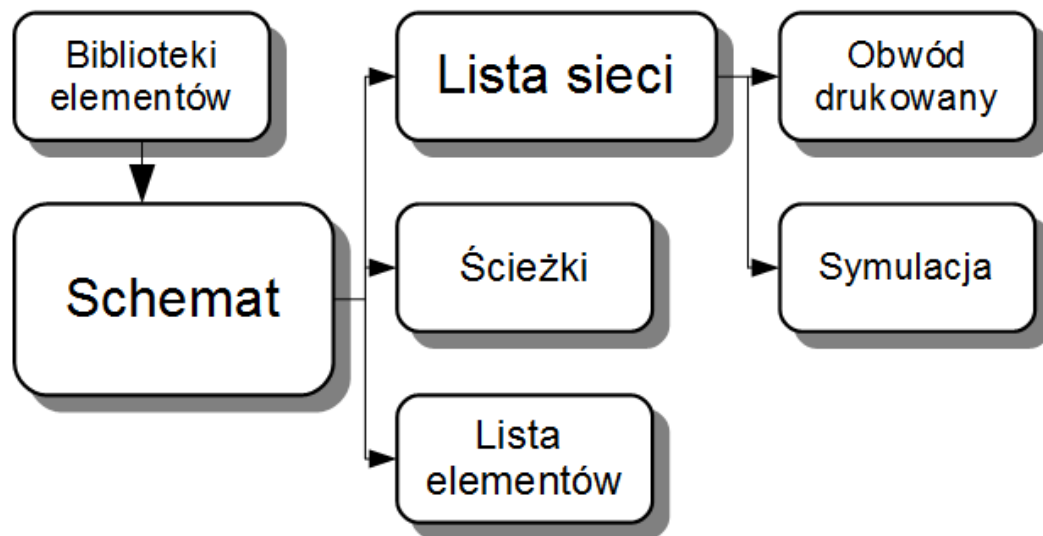 Biblioteki
elementów
Lista sieci
Obwód
drukowany
Schemat
Ścieżki
Symulacja
Lista
elementów